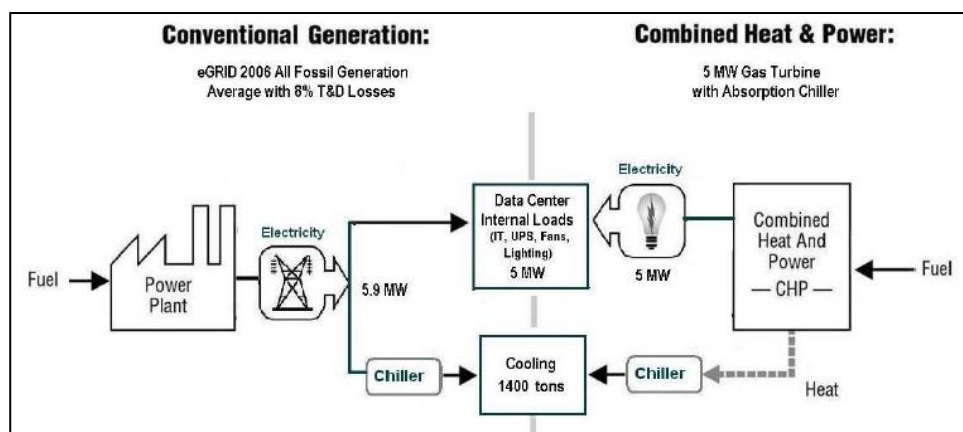 Conventional Generation:
eGRID 2006 All Fossil Generation
Average with 8% T&D Losses
Combined Heat & Power:
5 MW Gas Turbine
with Absorption Chiller
Fuel
Power
Plant
Electricity
5.9 MW
Data Center
Internal Loads
(IT, UPS, Fans,
Lighting)
5 MW
Electricity
5 MW
Combined
Heat And
Power
— CHP —
Fuel
Chiller
Cooling
1400 tons
Chiller
Heat